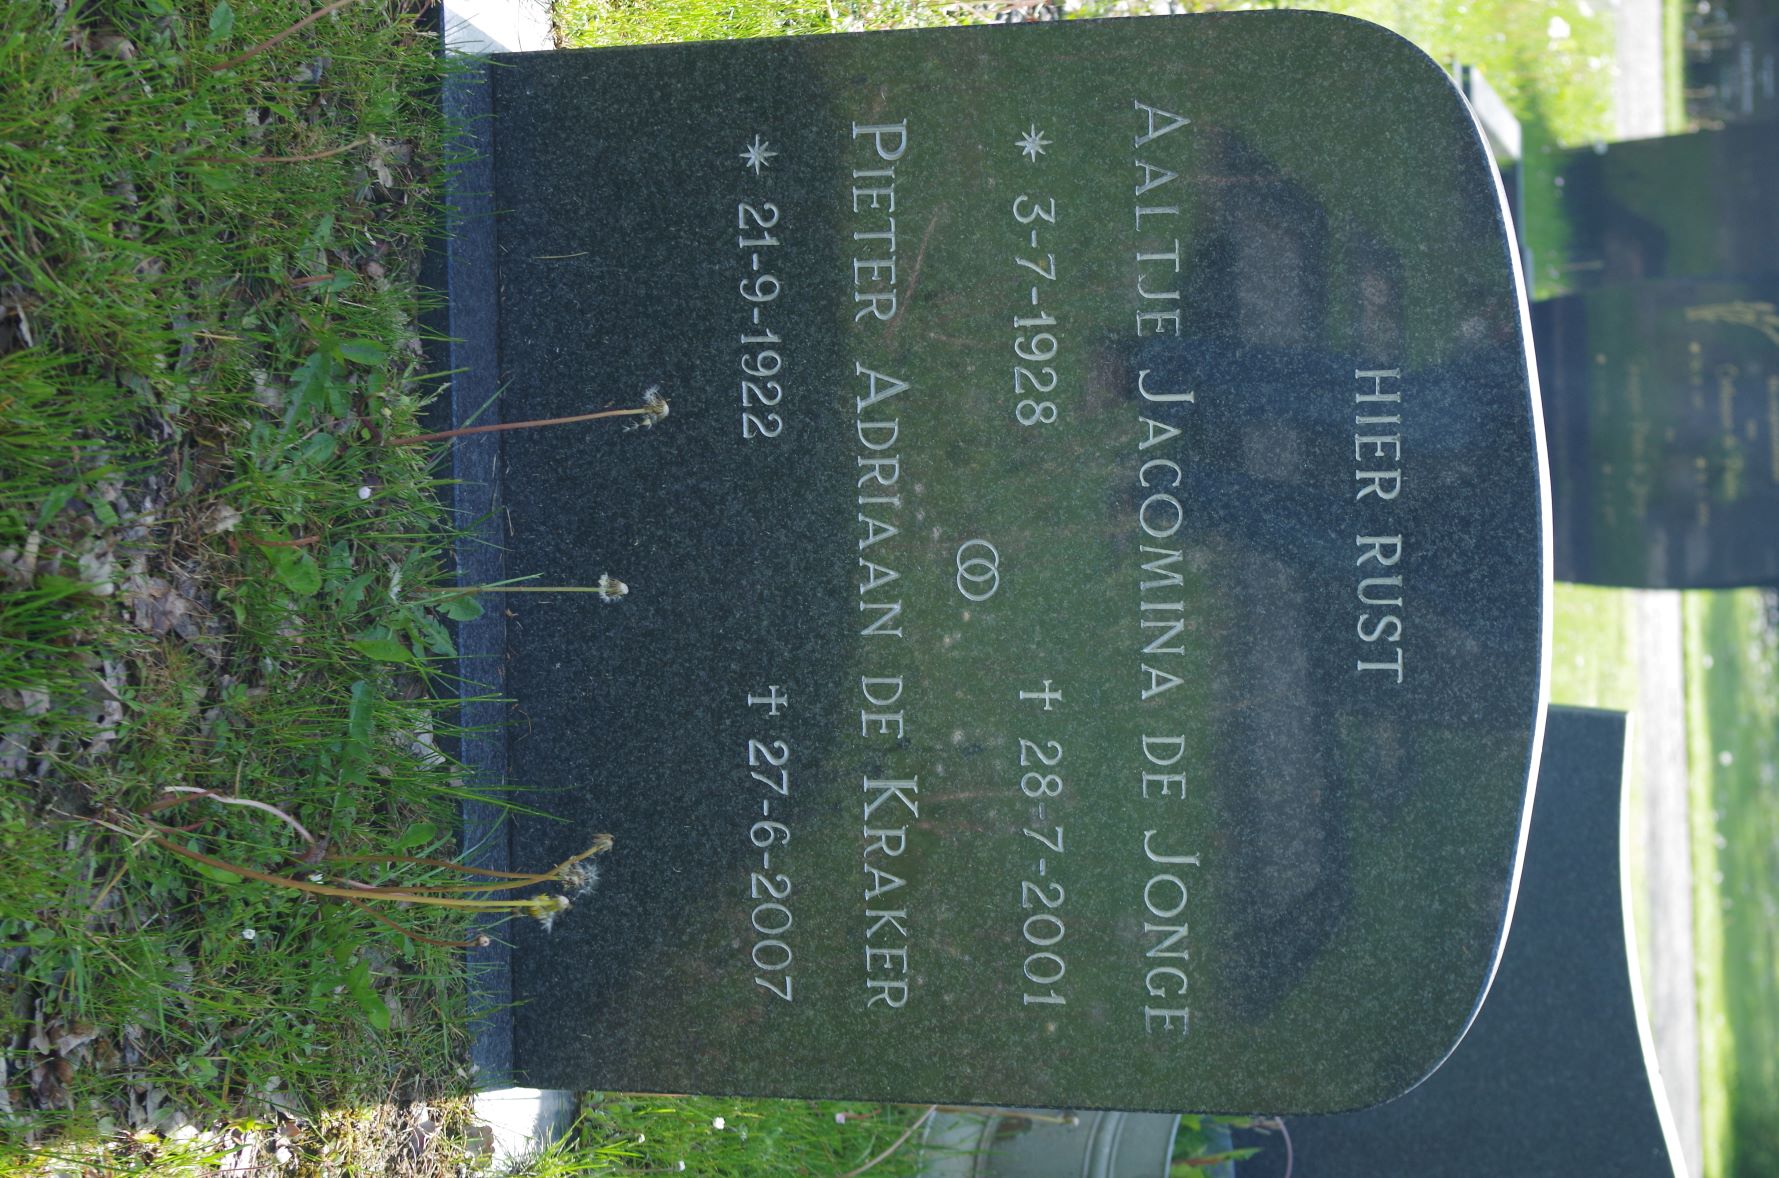 HIER RUST
AALTJE JACOMINA DE JONGE
* 3-7-1928 † 28-7-2001
PIETER ADRIAAN DE KRAKER
* 21-9-1922 † 27-6-2007